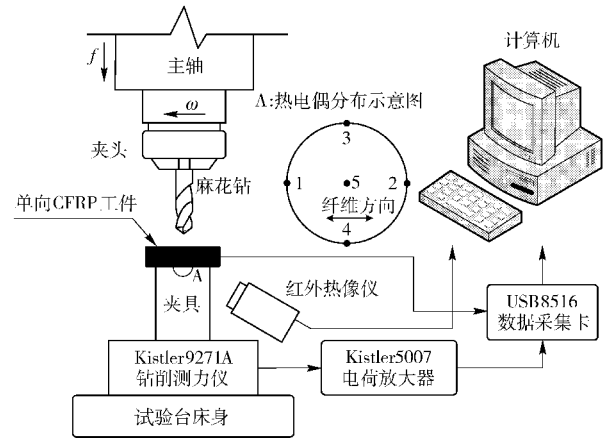 f
主轴
ω
夹头
麻花钻
单向CFRP工件
A
夹具
Kistler9271A
钻削测力仪
试验台床身
A:热电偶分布示意图
3
1
5
2
纤维方向
4
红外热像仪
Kistler5007
电荷放大器
计算机
USB8516
数据采集卡